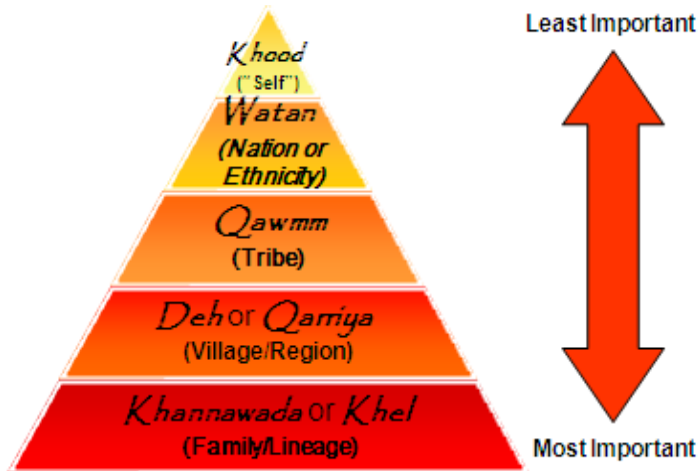 Least Important
Khood
("Self")
Watan
(Nation or
Ethnicity)
Qawmm
(Tribe)
Deh or Qarriya
(Village/Region)
Khannawada or Khel
(Family/Lineage)
Most Important